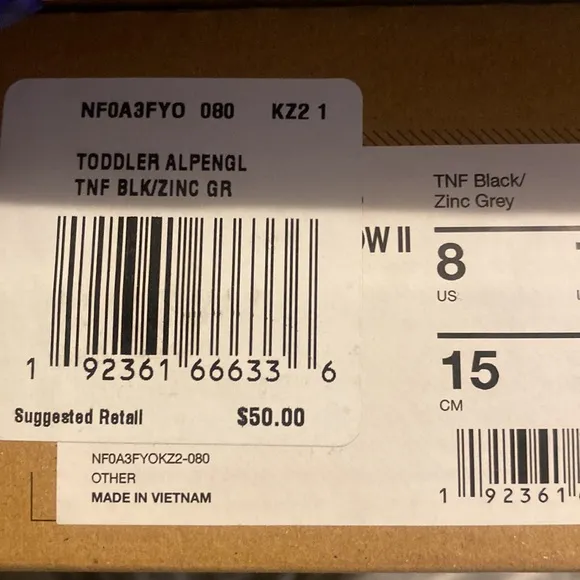 NF0A3FYO 080 KZ2 1
TODDLER ALPENGL
TNF BLK/ZINC GR
1 92361 66633 6
Suggested Retail $50.00
OW II
TNF Black/
Zinc Grey
8
US
15
CM
NF0A3FYOKZ2-080
OTHER
MADE IN VIETNAM
1 92361